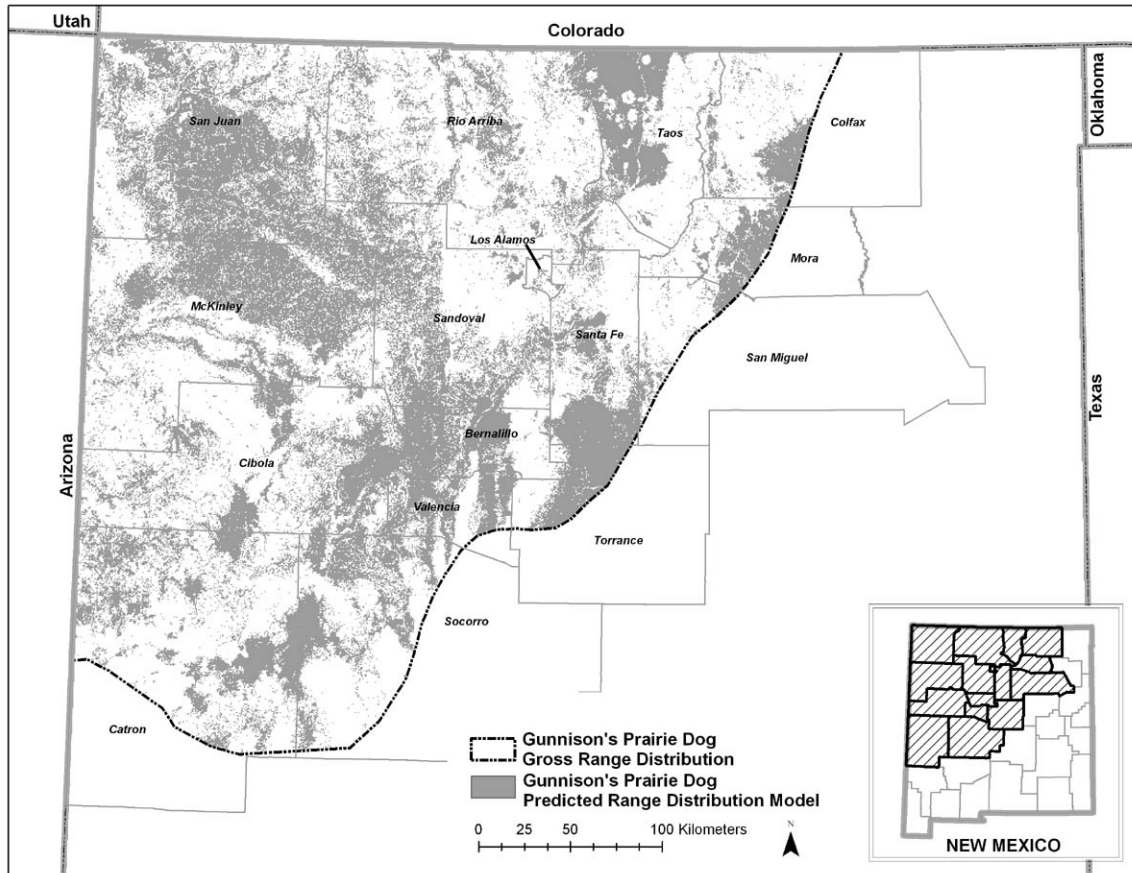 Utah
Colorado
Oklahoma
San Juan
Rio Arriba
Taos
Colfax
Los Alamos
Mora
McKinley
Sandoval
Santa Fe
San Miguel
Texas
Arizona
Bernalillo
Cibola
Valencia
Torrance
Socorro
Catron
Gunnison's Prairie Dog
Gross Range Distribution
Gunnison's Prairie Dog
Predicted Range Distribution Model
0 25 50 100 Kilometers
N
NEW MEXICO